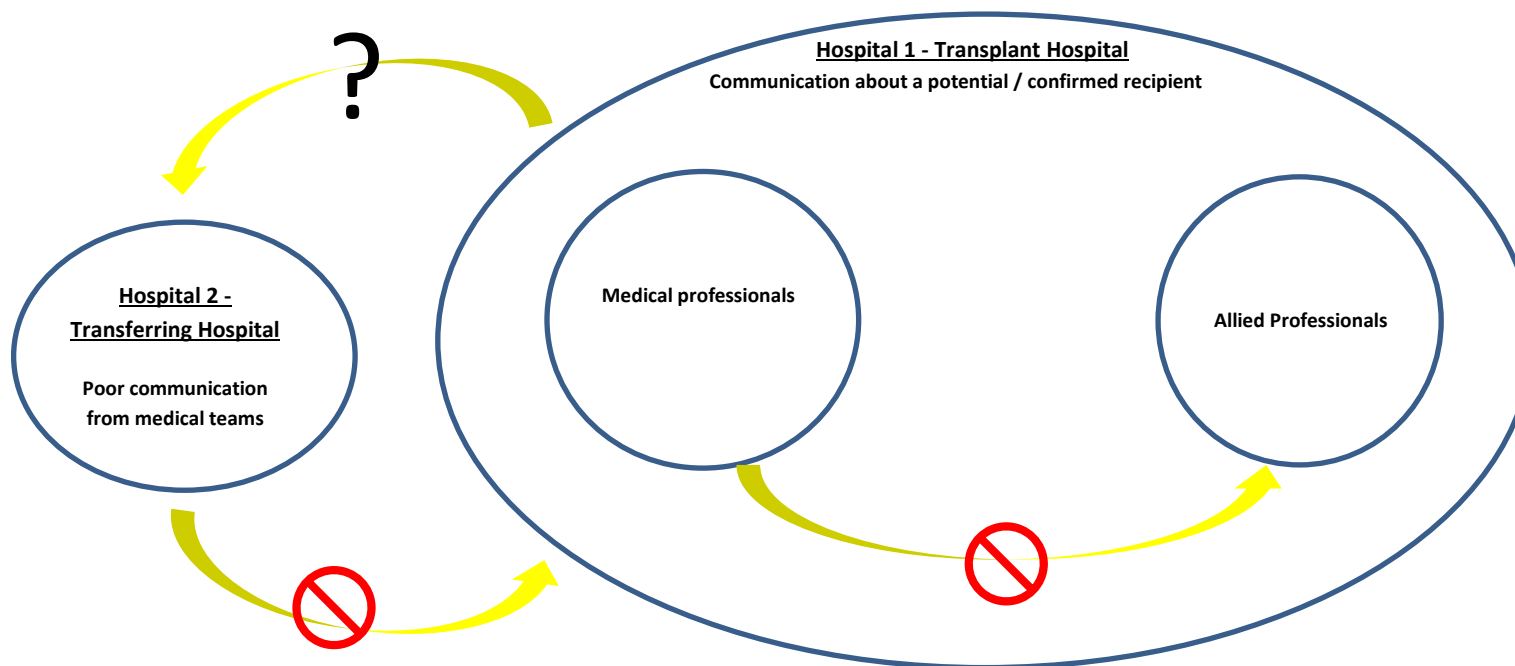 ?
Hospital 1 - Transplant Hospital
Communication about a potential / confirmed recipient
Hospital 2 -
Transferring Hospital
Poor communication
from medical teams
Medical professionals
Allied Professionals